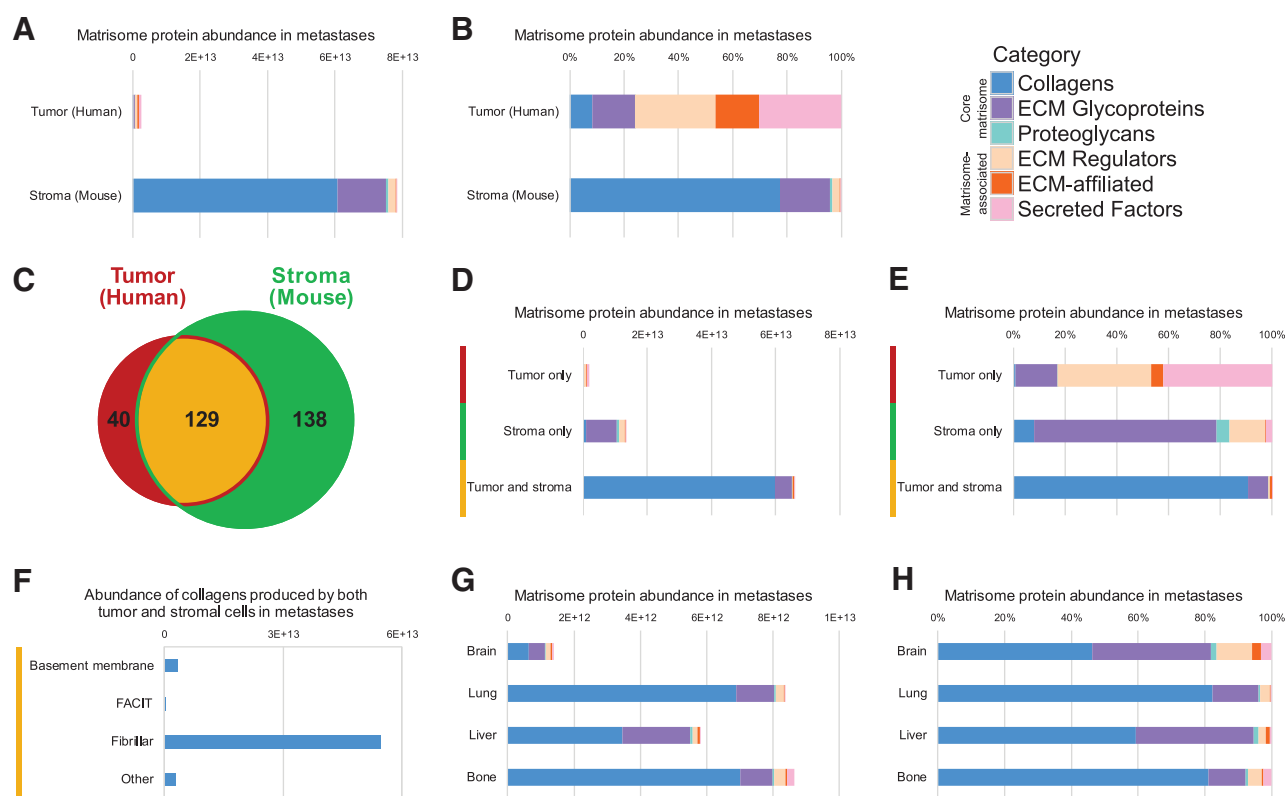 A
Matrisome protein abundance in metastases
0 2E+13 4E+13 6E+13 8E+13
Tumor (Human)
Stroma (Mouse)
B
Matrisome protein abundance in metastases
0% 20% 40% 60% 80% 100%
Tumor (Human)
Stroma (Mouse)
Category
Core
matrisome
Matrisome-
associated
Collagens
ECM Glycoproteins
Proteoglycans
ECM Regulators
ECM-affiliated
Secreted Factors
C
Tumor
(Human)
Stroma
(Mouse)
40 129 138
D
Matrisome protein abundance in metastases
0 2E+13 4E+13 6E+13 8E+13
Tumor only
Stroma only
Tumor and stroma
E
Matrisome protein abundance in metastases
0% 20% 40% 60% 80% 100%
Tumor only
Stroma only
Tumor and stroma
F
Abundance of collagens produced by both
tumor and stromal cells in metastases
0 3E+13 6E+13
Basement membrane
FACIT
Fibrillar
Other
G
Matrisome protein abundance in metastases
0 2E+12 4E+12 6E+12 8E+12 1E+13
Brain
Lung
Liver
Bone
H
Matrisome protein abundance in metastases
0% 20% 40% 60% 80% 100%
Brain
Lung
Liver
Bone